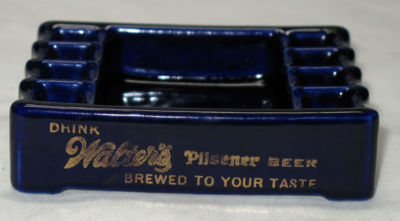 DRINK
Walter's Pilsener BEER
BREWED TO YOUR TASTE